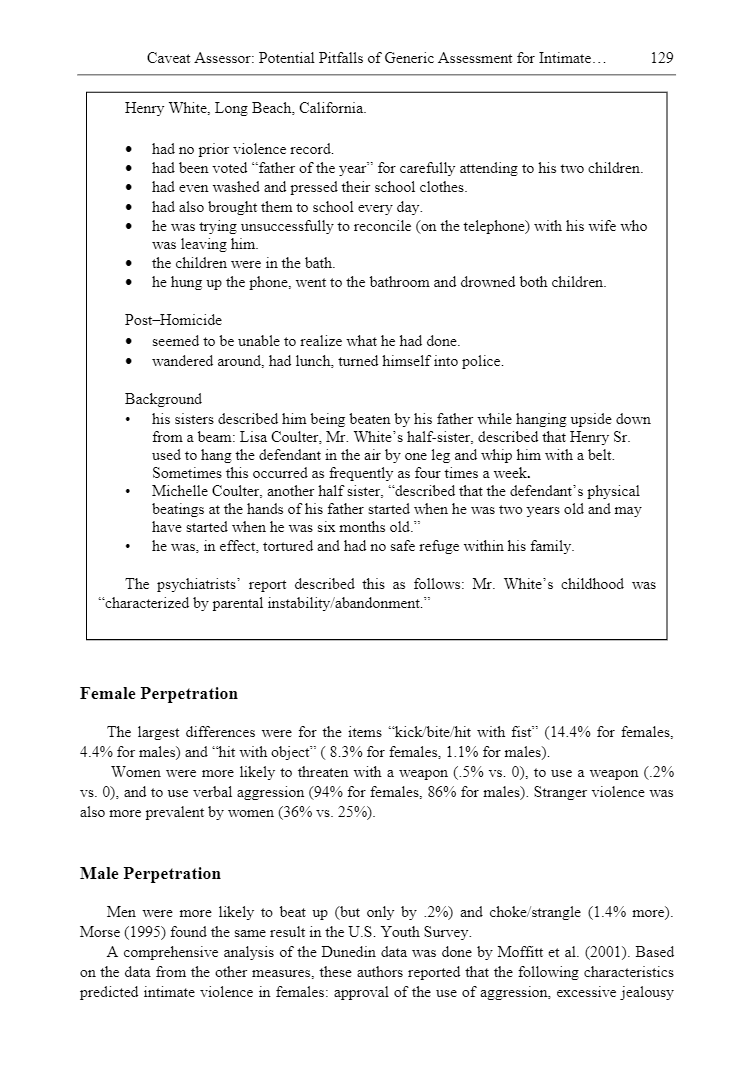 Caveat Assessor: Potential Pitfalls of Generic Assessment for Intimate… 129
Henry White, Long Beach, California.
• had no prior violence record.
• had been voted “father of the year” for carefully attending to his two children.
• had even washed and pressed their school clothes.
• had also brought them to school every day.
• he was trying unsuccessfully to reconcile (on the telephone) with his wife who
was leaving him.
• the children were in the bath.
• he hung up the phone, went to the bathroom and drowned both children.
Post–Homicide
• seemed to be unable to realize what he had done.
• wandered around, had lunch, turned himself into police.
Background
• his sisters described him being beaten by his father while hanging upside down
from a beam: Lisa Coulter, Mr. White’s half-sister, described that Henry Sr.
used to hang the defendant in the air by one leg and whip him with a belt.
Sometimes this occurred as frequently as four times a week.
• Michelle Coulter, another half sister, “described that the defendant’s physical
beatings at the hands of his father started when he was two years old and may
have started when he was six months old.”
• he was, in effect, tortured and had no safe refuge within his family.
The psychiatrists’ report described this as follows: Mr. White’s childhood was
“characterized by parental instability/abandonment.”
Female Perpetration
The largest differences were for the items “kick/bite/hit with fist” (14.4% for females,
4.4% for males) and “hit with object” ( 8.3% for females, 1.1% for males).
Women were more likely to threaten with a weapon (.5% vs. 0), to use a weapon (.2%
vs. 0), and to use verbal aggression (94% for females, 86% for males). Stranger violence was
also more prevalent by women (36% vs. 25%).
Male Perpetration
Men were more likely to beat up (but only by .2%) and choke/strangle (1.4% more).
Morse (1995) found the same result in the U.S. Youth Survey.
A comprehensive analysis of the Dunedin data was done by Moffitt et al. (2001). Based
on the data from the other measures, these authors reported that the following characteristics
predicted intimate violence in females: approval of the use of aggression, excessive jealousy